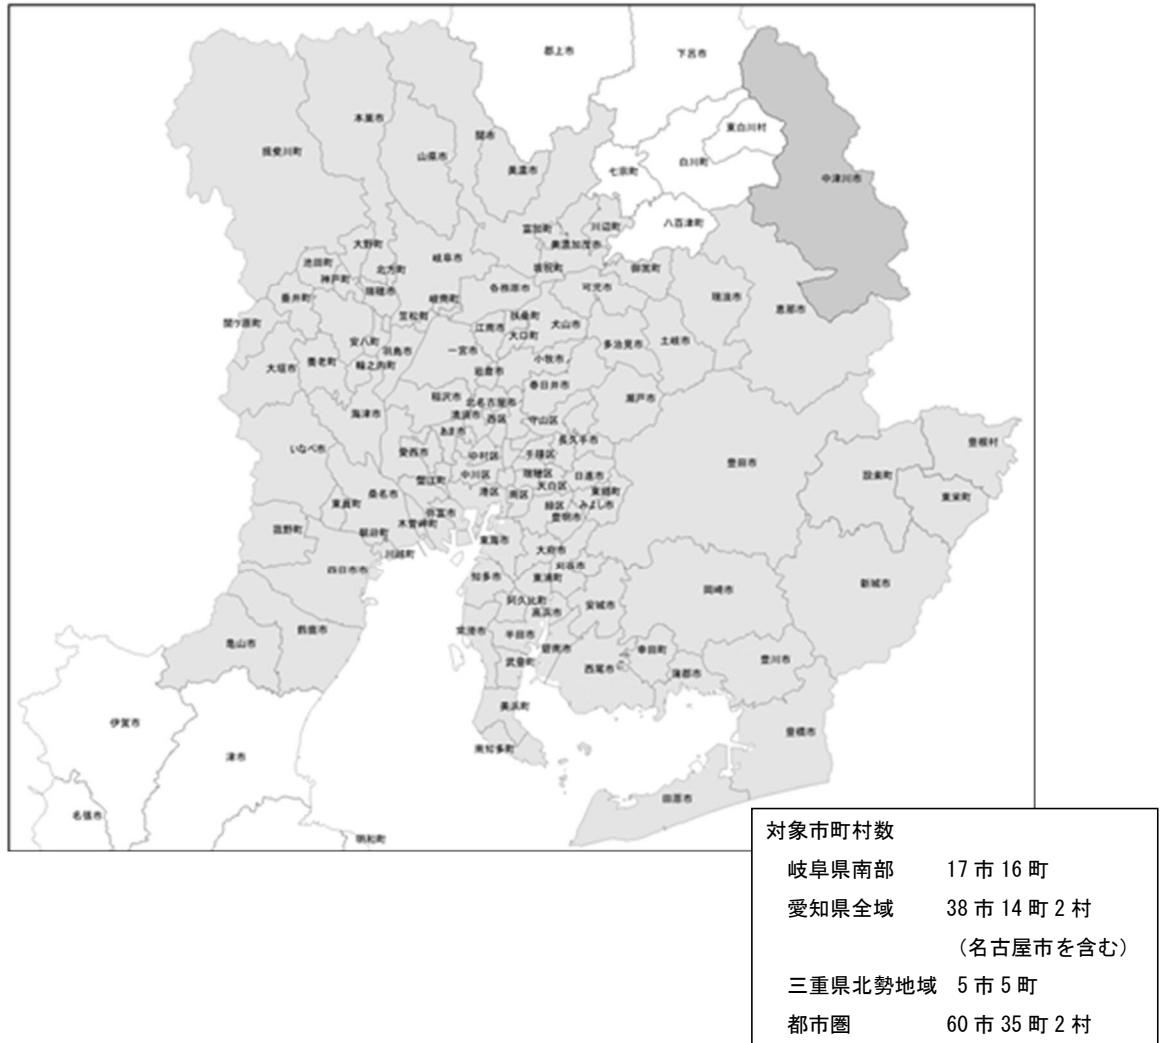 郡上市
下呂市
東白川村
本巣市
関市
揖斐川町
山県市
美濃市
白川町
七宗町
中津川市
富加町
川辺町
八百津町
大野町
美濃加茂市
岐阜市
池田町
北方町
坂祝町
御嵩町
神戸町
各務原市
可児市
瑞穂市
岐南町
瑞浪市
垂井町
恵那市
笠松町
扶桑町
関ケ原町
江南市
犬山市
大口町
安八町
羽島市
一宮市
多治見市
土岐市
養老町
輪之内町
小牧市
大垣市
岩倉市
春日井市
稲沢市
瀬戸市
北名古屋市
海津市
清須市
西区
守山区
あま市
長久手市
豊根村
いなべ市
愛西市
中村区
千種区
豊田市
中川区
瑞穂区
日進市
設楽町
蟹江町
天白区
桑名市
港区
南区
東郷町
東栄町
東員町
緑区
みよし市
弥富市
豊明市
木曽岬町
菰野町
朝日町
東海市
川越町
大府市
四日市市
刈谷市
知多市
東浦町
新城市
岡崎市
阿久比町
安城市
高浜市
鈴鹿市
常滑市
半田市
亀山市
碧南市
幸田町
豊川市
武豊町
西尾市
蒲郡市
美浜町
伊賀市
豊橋市
南知多町
津市
田原市
名張市
明和町
対象市町村数
岐阜県南部 17市16町
愛知県全域 38市14町2村
（名古屋市を含む）
三重県北勢地域 5市5町
都市圏 60市35町2村